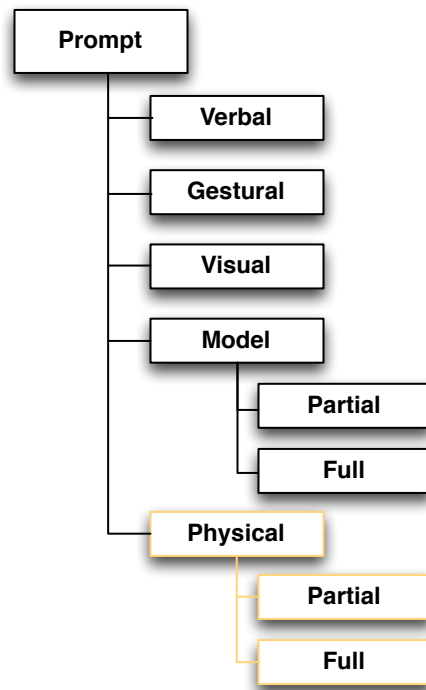 Prompt
Verbal
Gestural
Visual
Model
Partial
Full
Physical
Partial
Full